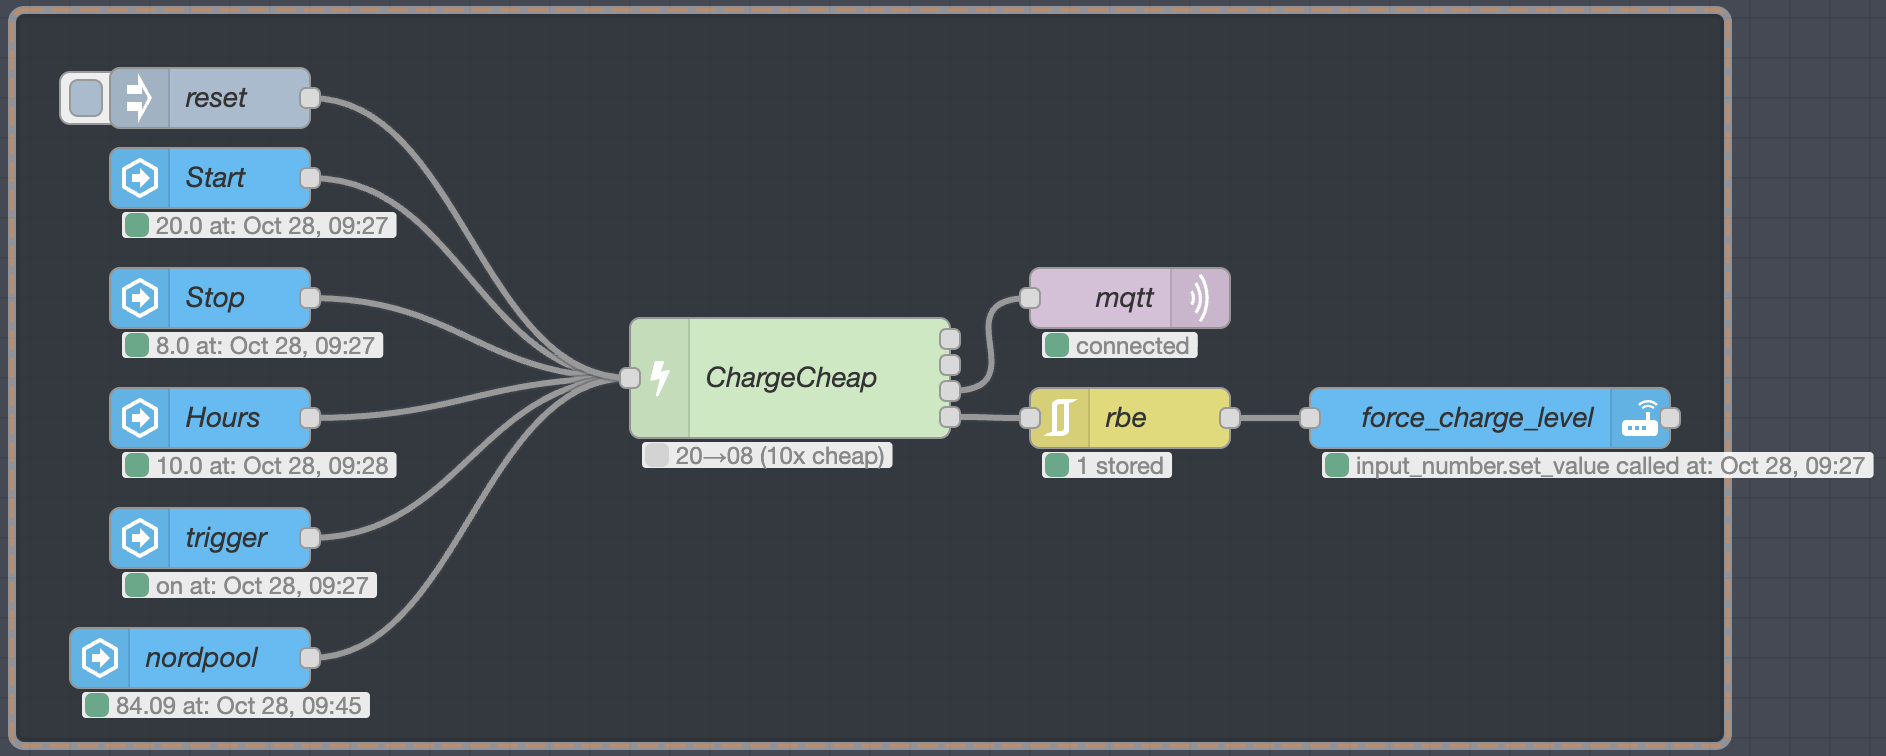 reset
Start
20.0 at: Oct 28, 09:27
Stop
8.0 at: Oct 28, 09:27
Hours
10.0 at: Oct 28, 09:28
trigger
on at: Oct 28, 09:27
nordpool
84.09 at: Oct 28, 09:45
ChargeCheap
20→08 (10x cheap)
mqtt
connected
rbe
1 stored
force_charge_level
input_number.set_value called at: Oct 28, 09:27